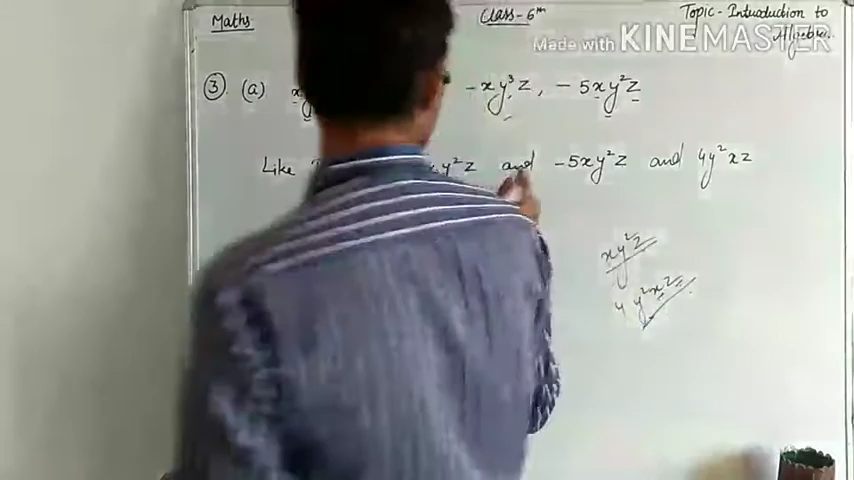 Maths Class-6th Topic-Introduction to Algebra.
Made with KINEMASTER
③ (a) -xy³z, -5xy²z
Like xy²z and -5xy²z and 4y²xz
xy²z
4y²xz